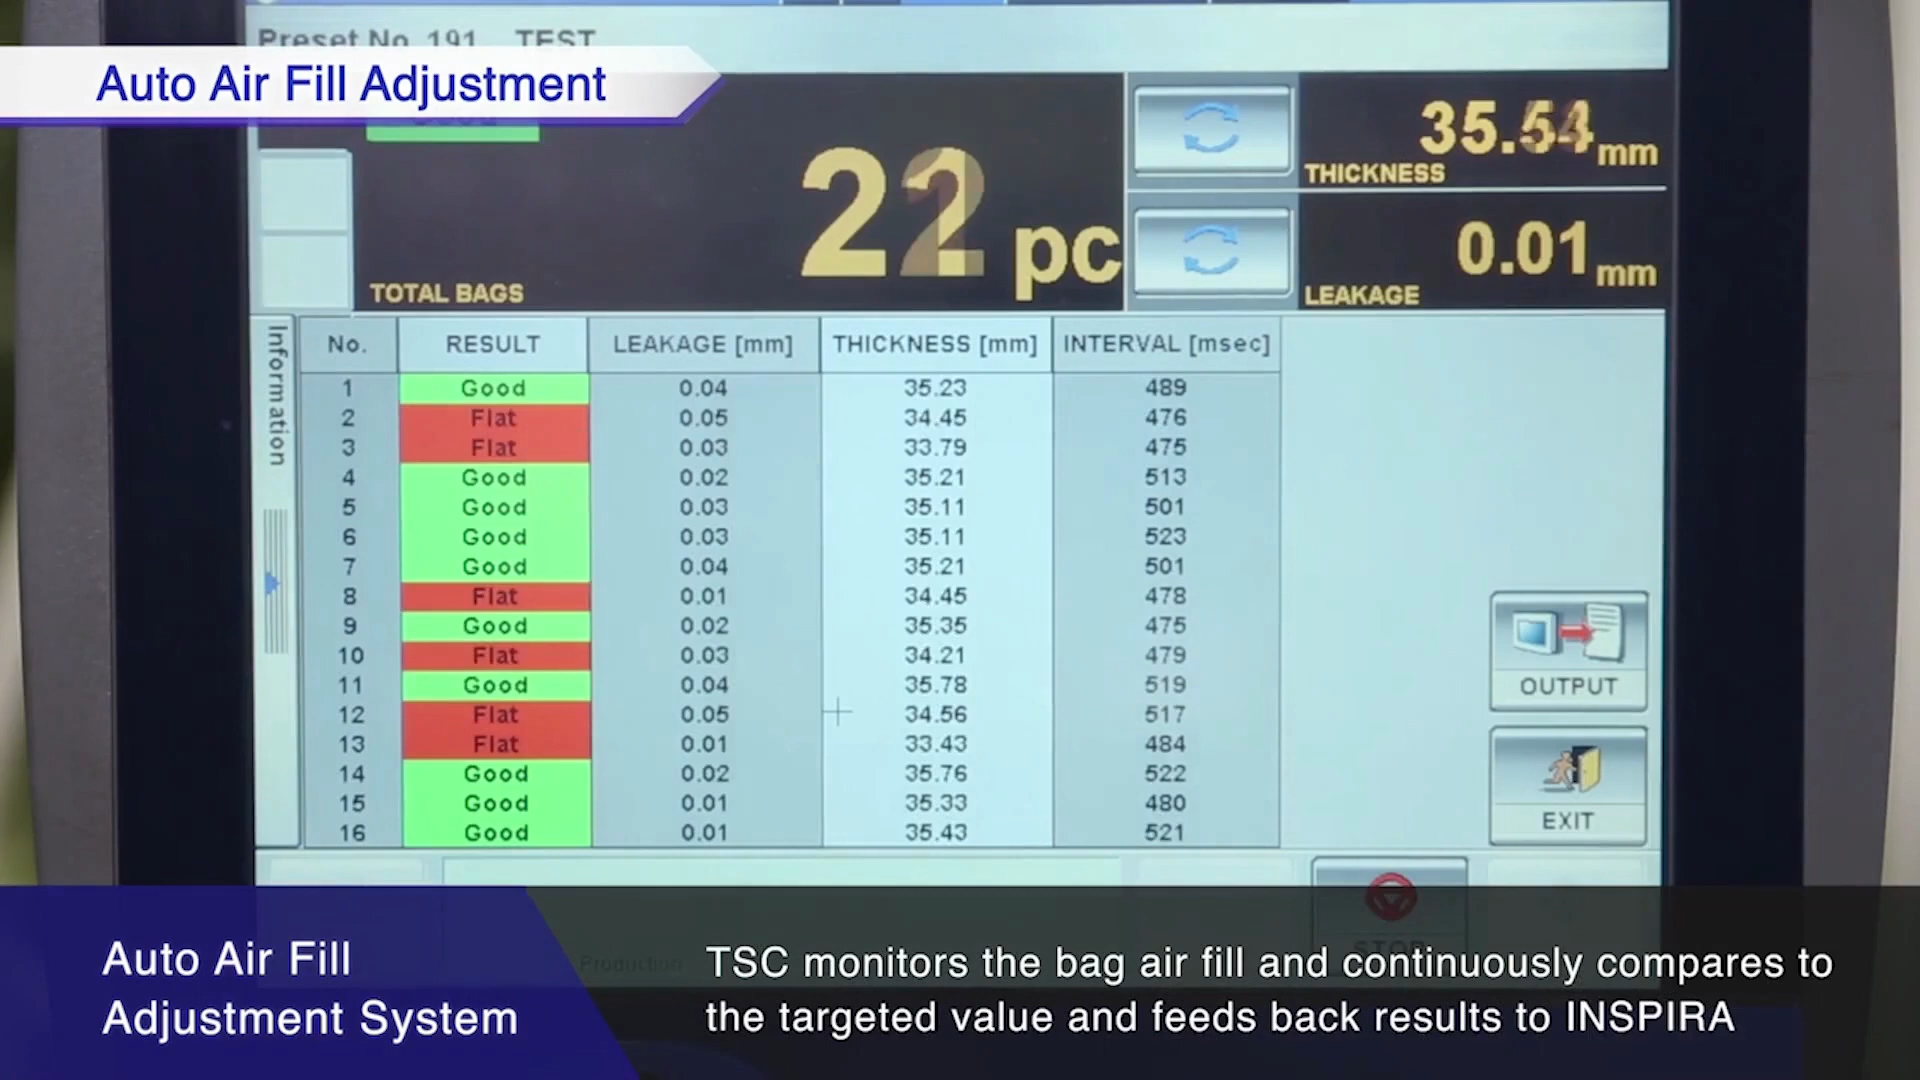 Preset No. 191 TEST
Auto Air Fill Adjustment
pc
TOTAL BAGS
mm
THICKNESS
0.01 mm
LEAKAGE
Information
No. RESULT LEAKAGE [mm] THICKNESS [mm] INTERVAL [msec]
1 Good 0.04 35.23 489
2 Flat 0.05 34.45 476
3 Flat 0.03 33.79 475
4 Good 0.02 35.21 513
5 Good 0.03 35.11 501
6 Good 0.03 35.11 523
7 Good 0.04 35.21 501
8 Flat 0.01 34.45 478
9 Good 0.02 35.35 475
10 Flat 0.03 34.21 479
11 Good 0.04 35.78 519
12 Flat 0.05 34.56 517
13 Flat 0.01 33.43 484
14 Good 0.02 35.76 522
15 Good 0.01 35.33 480
16 Good 0.01 35.43 521
OUTPUT
EXIT
STOP
Production
Auto Air Fill
Adjustment System
TSC monitors the bag air fill and continuously compares to
the targeted value and feeds back results to INSPIRA